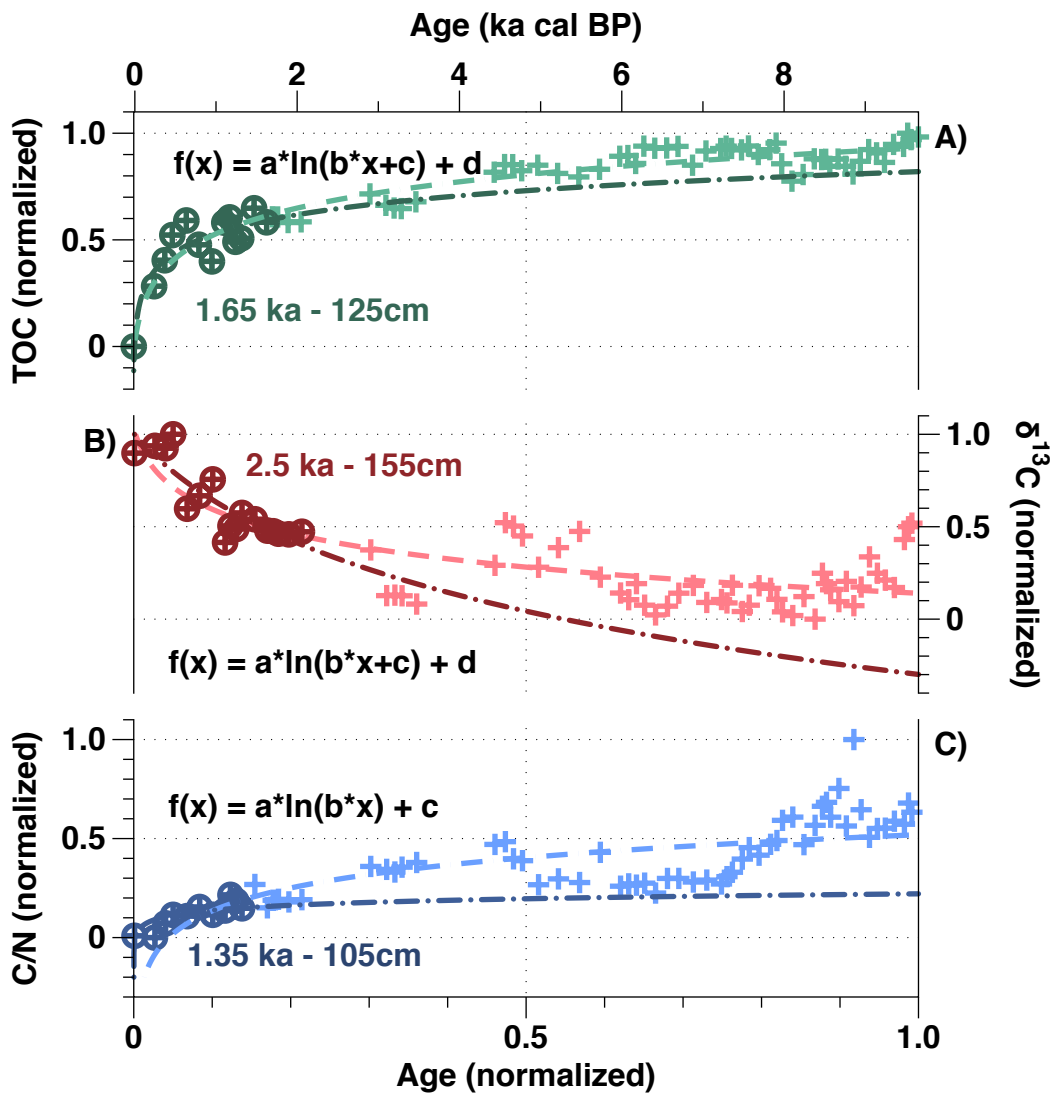 Age (ka cal BP)
0 2 4 6 8
TOC (normalized)
1.0
0.5
0
A)
f(x) = a*ln(b*x+c) + d
1.65 ka - 125cm
B)
2.5 ka - 155cm
f(x) = a*ln(b*x+c) + d
1.0
0.5
0
δ13C (normalized)
C/N (normalized)
1.0
0.5
0
C)
f(x) = a*ln(b*x) + c
1.35 ka - 105cm
0 0.5 1.0
Age (normalized)